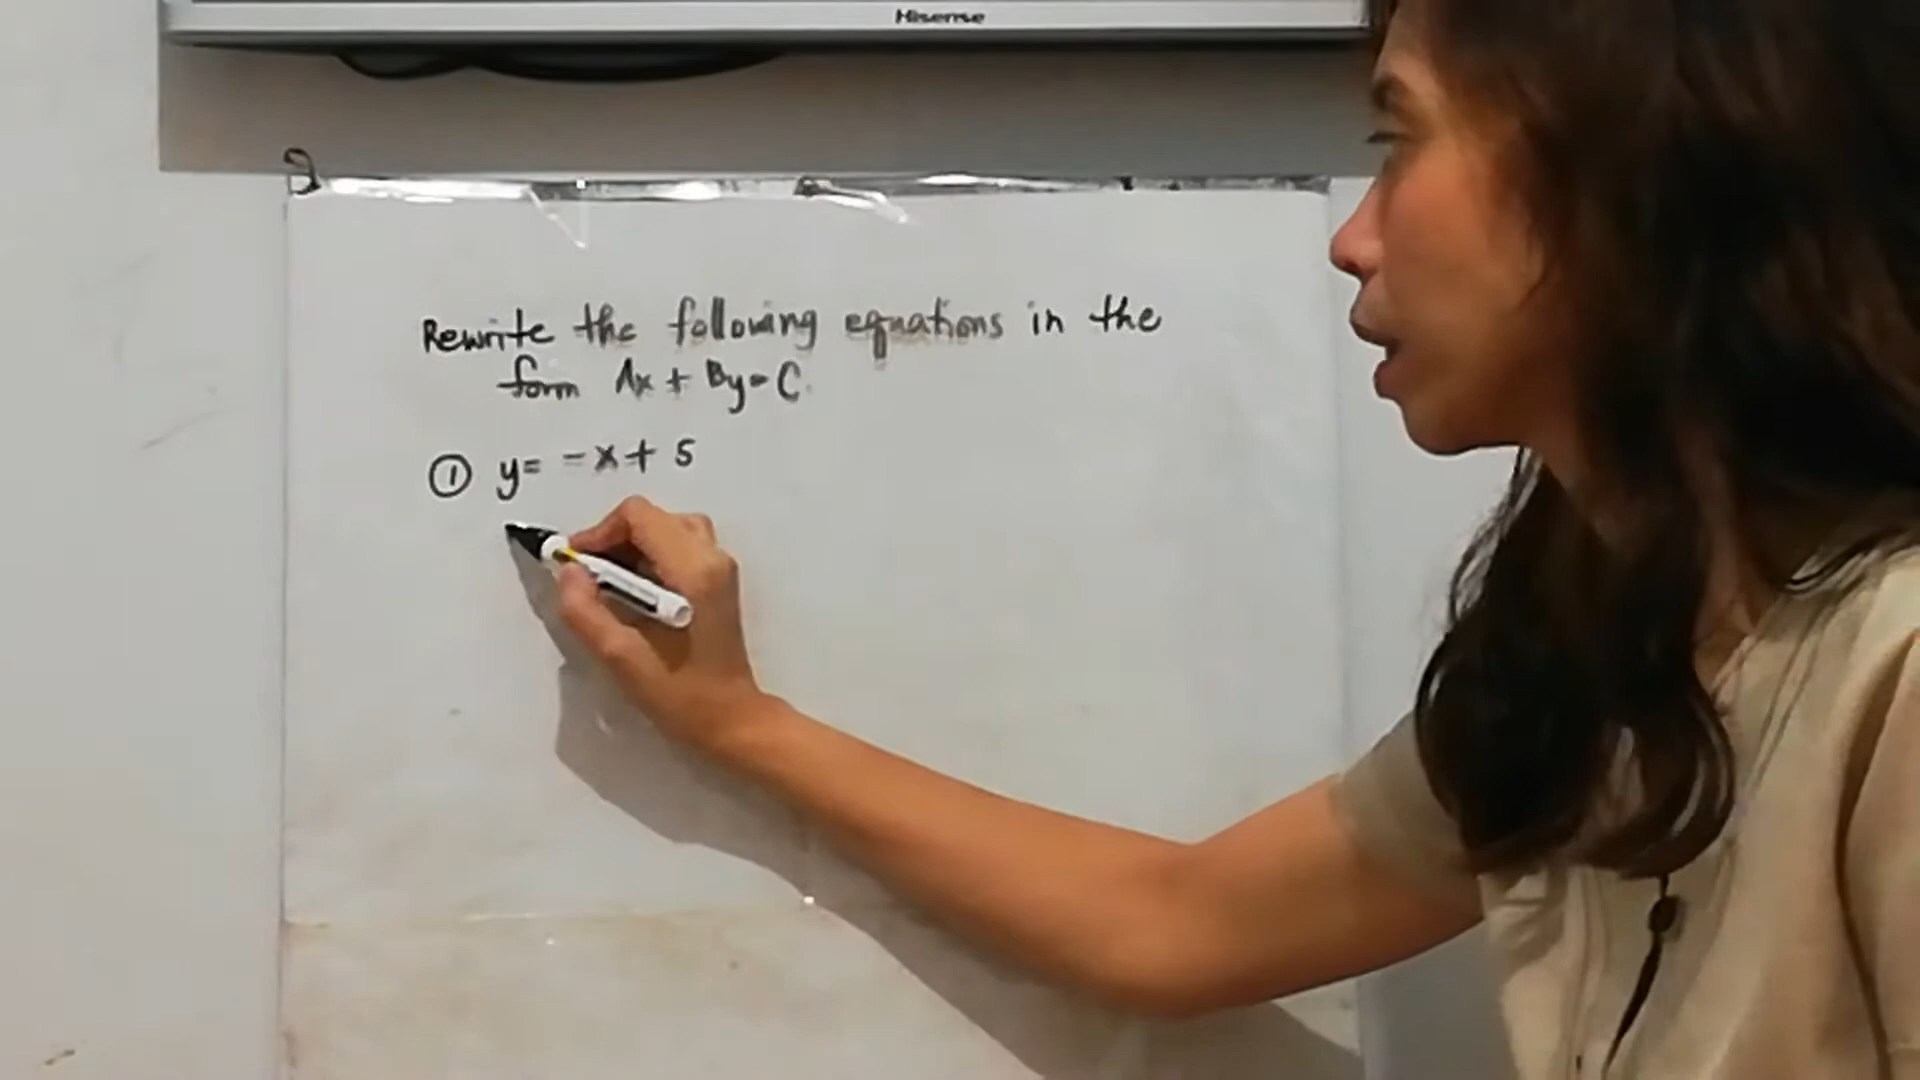 Hisense
Rewrite the following equations in the
form Ax + By = C.
① y = -x + 5